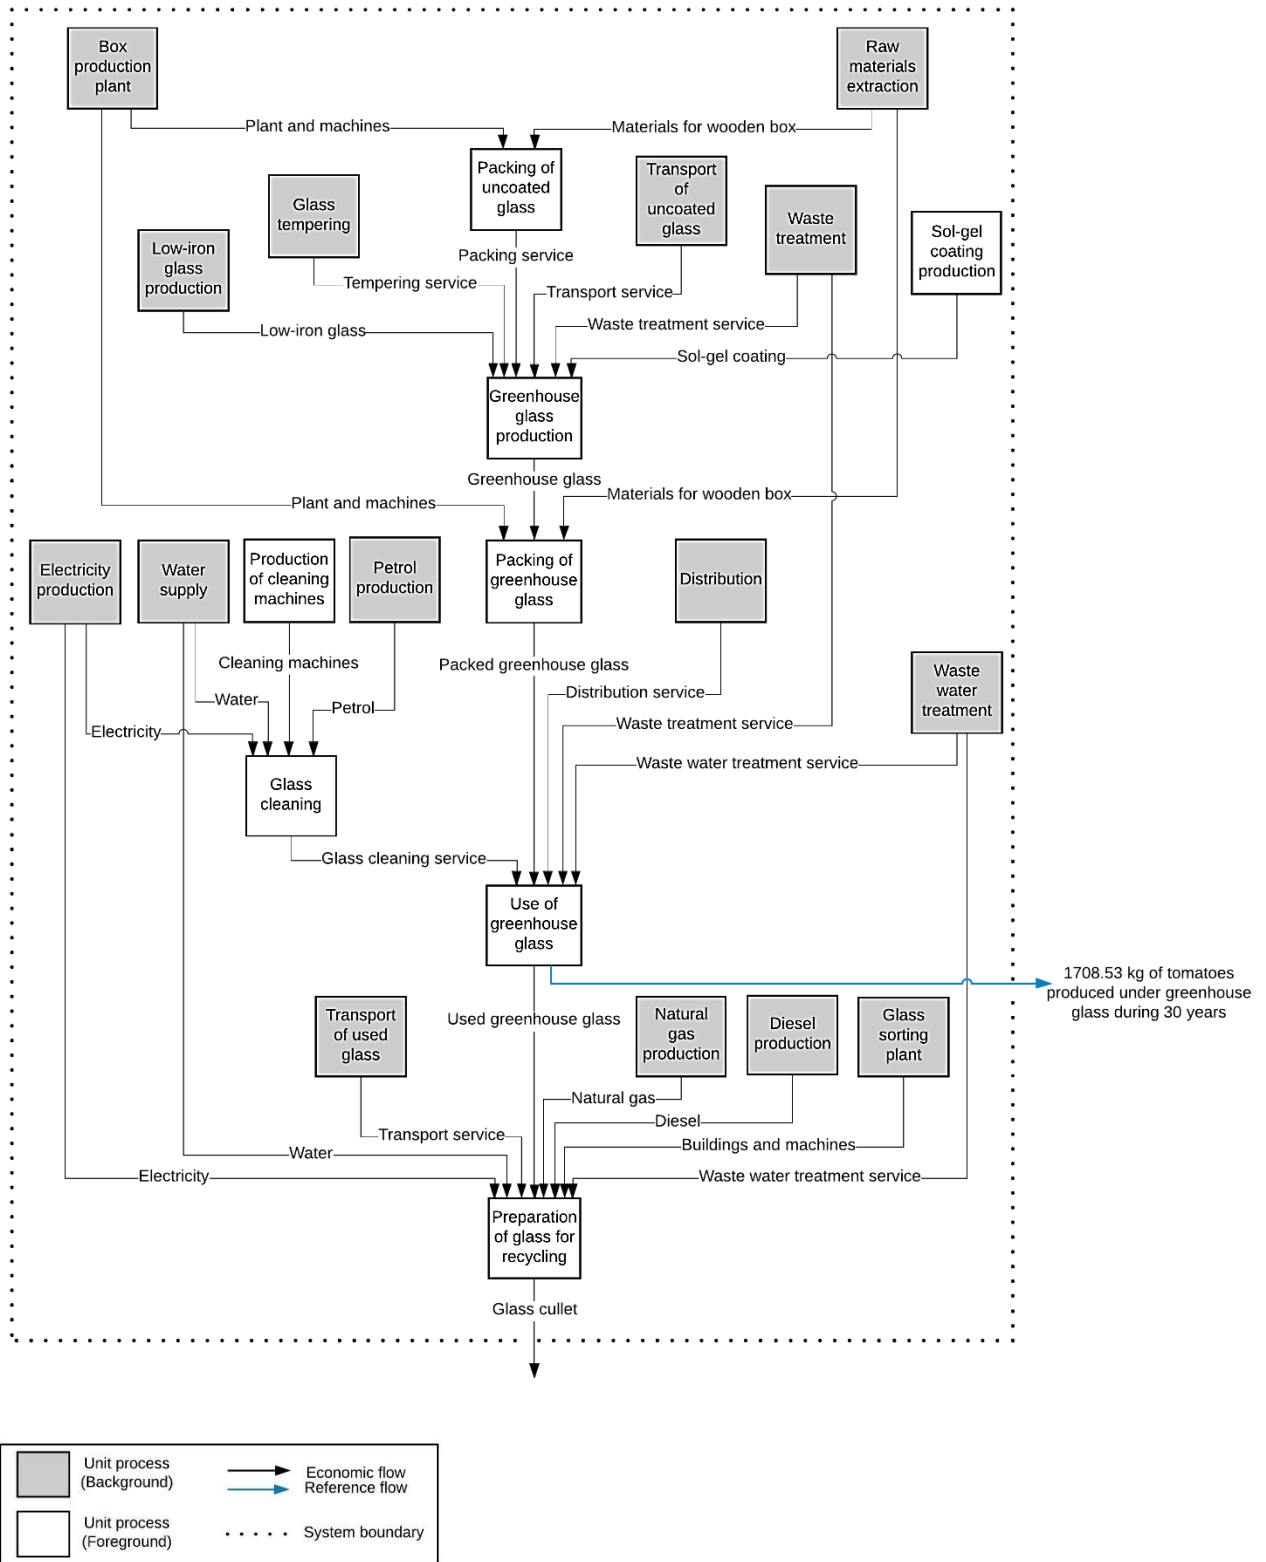 Box
production
plant
Raw
materials
extraction
Plant and machines
Materials for wooden box
Packing of
uncoated
glass
Transport
of
uncoated
glass
Glass
tempering
Waste
treatment
Sol-gel
coating
production
Low-iron
glass
production
Packing service
Tempering service
Transport service
Waste treatment service
Low-iron glass
Sol-gel coating
Greenhouse
glass
production
Greenhouse glass
Materials for wooden box
Plant and machines
Electricity
production
Water
supply
Production
of cleaning
machines
Petrol
production
Packing of
greenhouse
glass
Distribution
Cleaning machines
Packed greenhouse glass
Waste
water
treatment
Water
Petrol
Distribution service
Electricity
Waste treatment service
Waste water treatment service
Glass
cleaning
Glass cleaning service
Use of
greenhouse
glass
1708.53 kg of tomatoes
produced under greenhouse
glass during 30 years
Transport
of used
glass
Used greenhouse glass
Natural
gas
production
Diesel
production
Glass
sorting
plant
Natural gas
Diesel
Transport service
Buildings and machines
Water
Electricity
Waste water treatment service
Preparation
of glass for
recycling
Glass cullet
Unit process
(Background)
Economic flow
Reference flow
Unit process
(Foreground)
System boundary